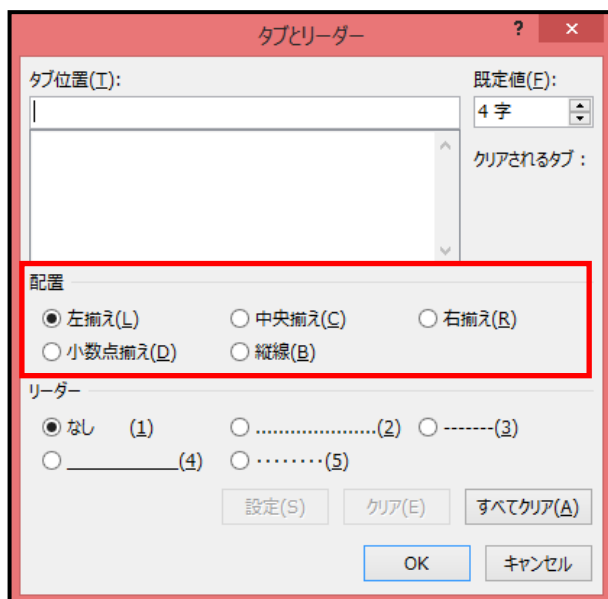 タブとリーダー ? ×
タブ位置(T): 既定値(F):
4 字
クリアされるタブ :
配置
左揃え(L) 中央揃え(C) 右揃え(R)
小数点揃え(D) 縦線(B)
リーダー
なし (1) .....................(2) -------(3)
____________(4) ········(5)
設定(S) クリア(E) すべてクリア(A)
OK キャンセル